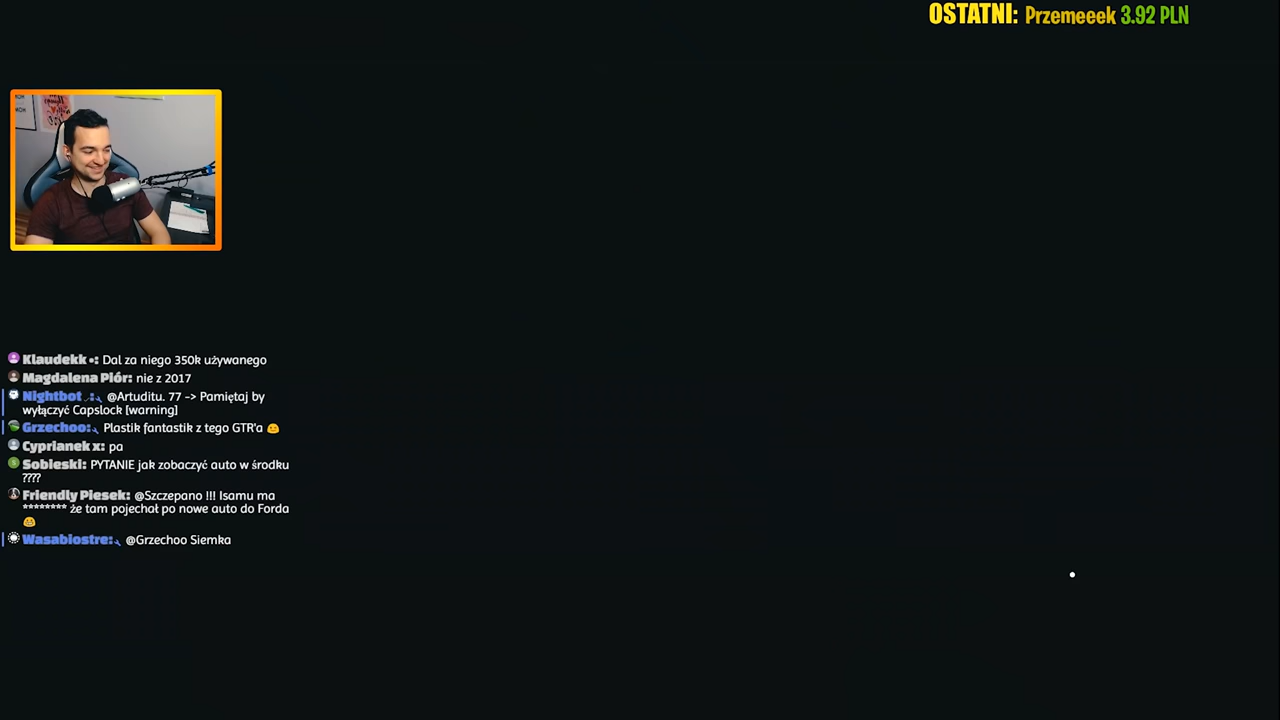 OSTATNI: Przemeeek 3.92 PLN
Klaudekk •: Dal za niego 350k używanego
Magdalena Piór: nie z 2017
Nightbot : @Artuditu. 77 -> Pamiętaj by
wyłączyć Capslock [warning]
Grzechoo: Plastik fantastik z tego GTR'a
Cyprianek x: pa
Sobieski: PYTANIE jak zobaczyć auto w środku
????
Friendly Piesek: @Szczepano !!! Isamu ma
******** że tam pojechał po nowe auto do Forda
Wasabiostre: @Grzechoo Siemka